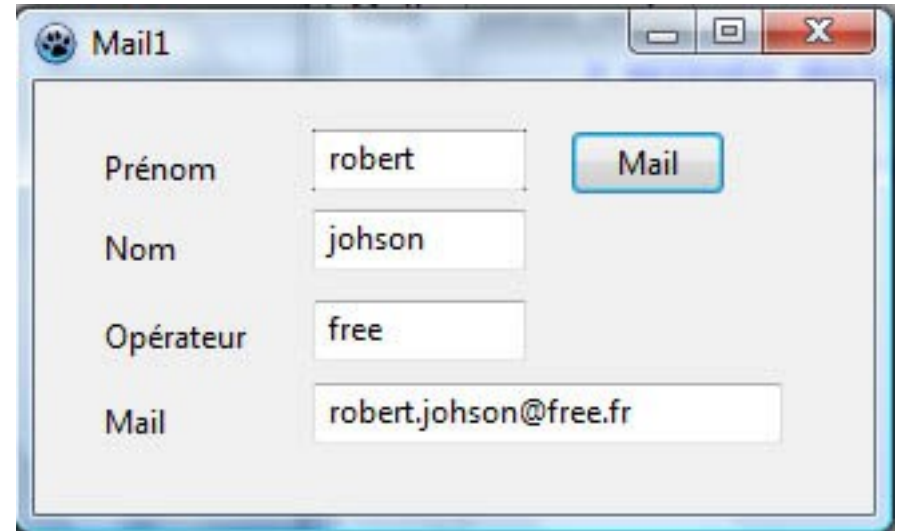 Mail1
Prénom robert Mail
Nom johson
Opérateur free
Mail robert.johson@free.fr